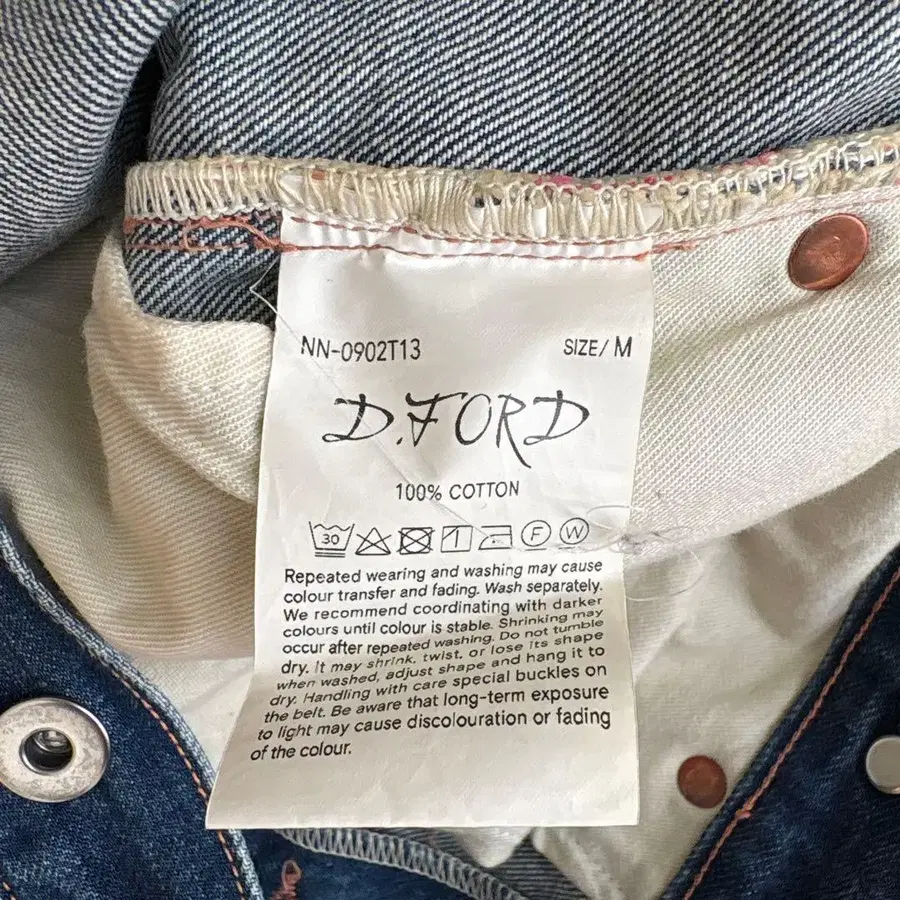 NN-0902T13 SIZE/ M
D.FORD
100% COTTON
30 F W
Repeated wearing and washing may cause
colour transfer and fading. Wash separately.
We recommend coordinating with darker
colours until colour is stable. Shrinking may
occur after repeated washing. Do not tumble
dry. It may shrink, twist, or lose its shape
when washed, adjust shape and hang it to
dry. Handling with care special buckles on
the belt. Be aware that long-term exposure
to light may cause discolouration or fading
of the colour.